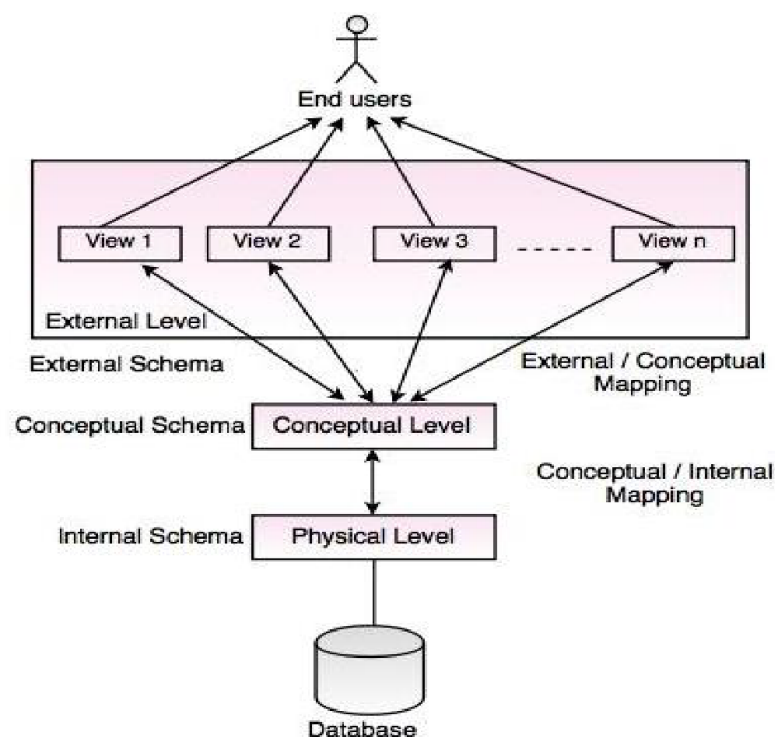 End users
View 1
View 2
View 3
View n
External Level
External Schema
External / Conceptual
Mapping
Conceptual Schema
Conceptual Level
Conceptual / Internal
Mapping
Internal Schema
Physical Level
Database